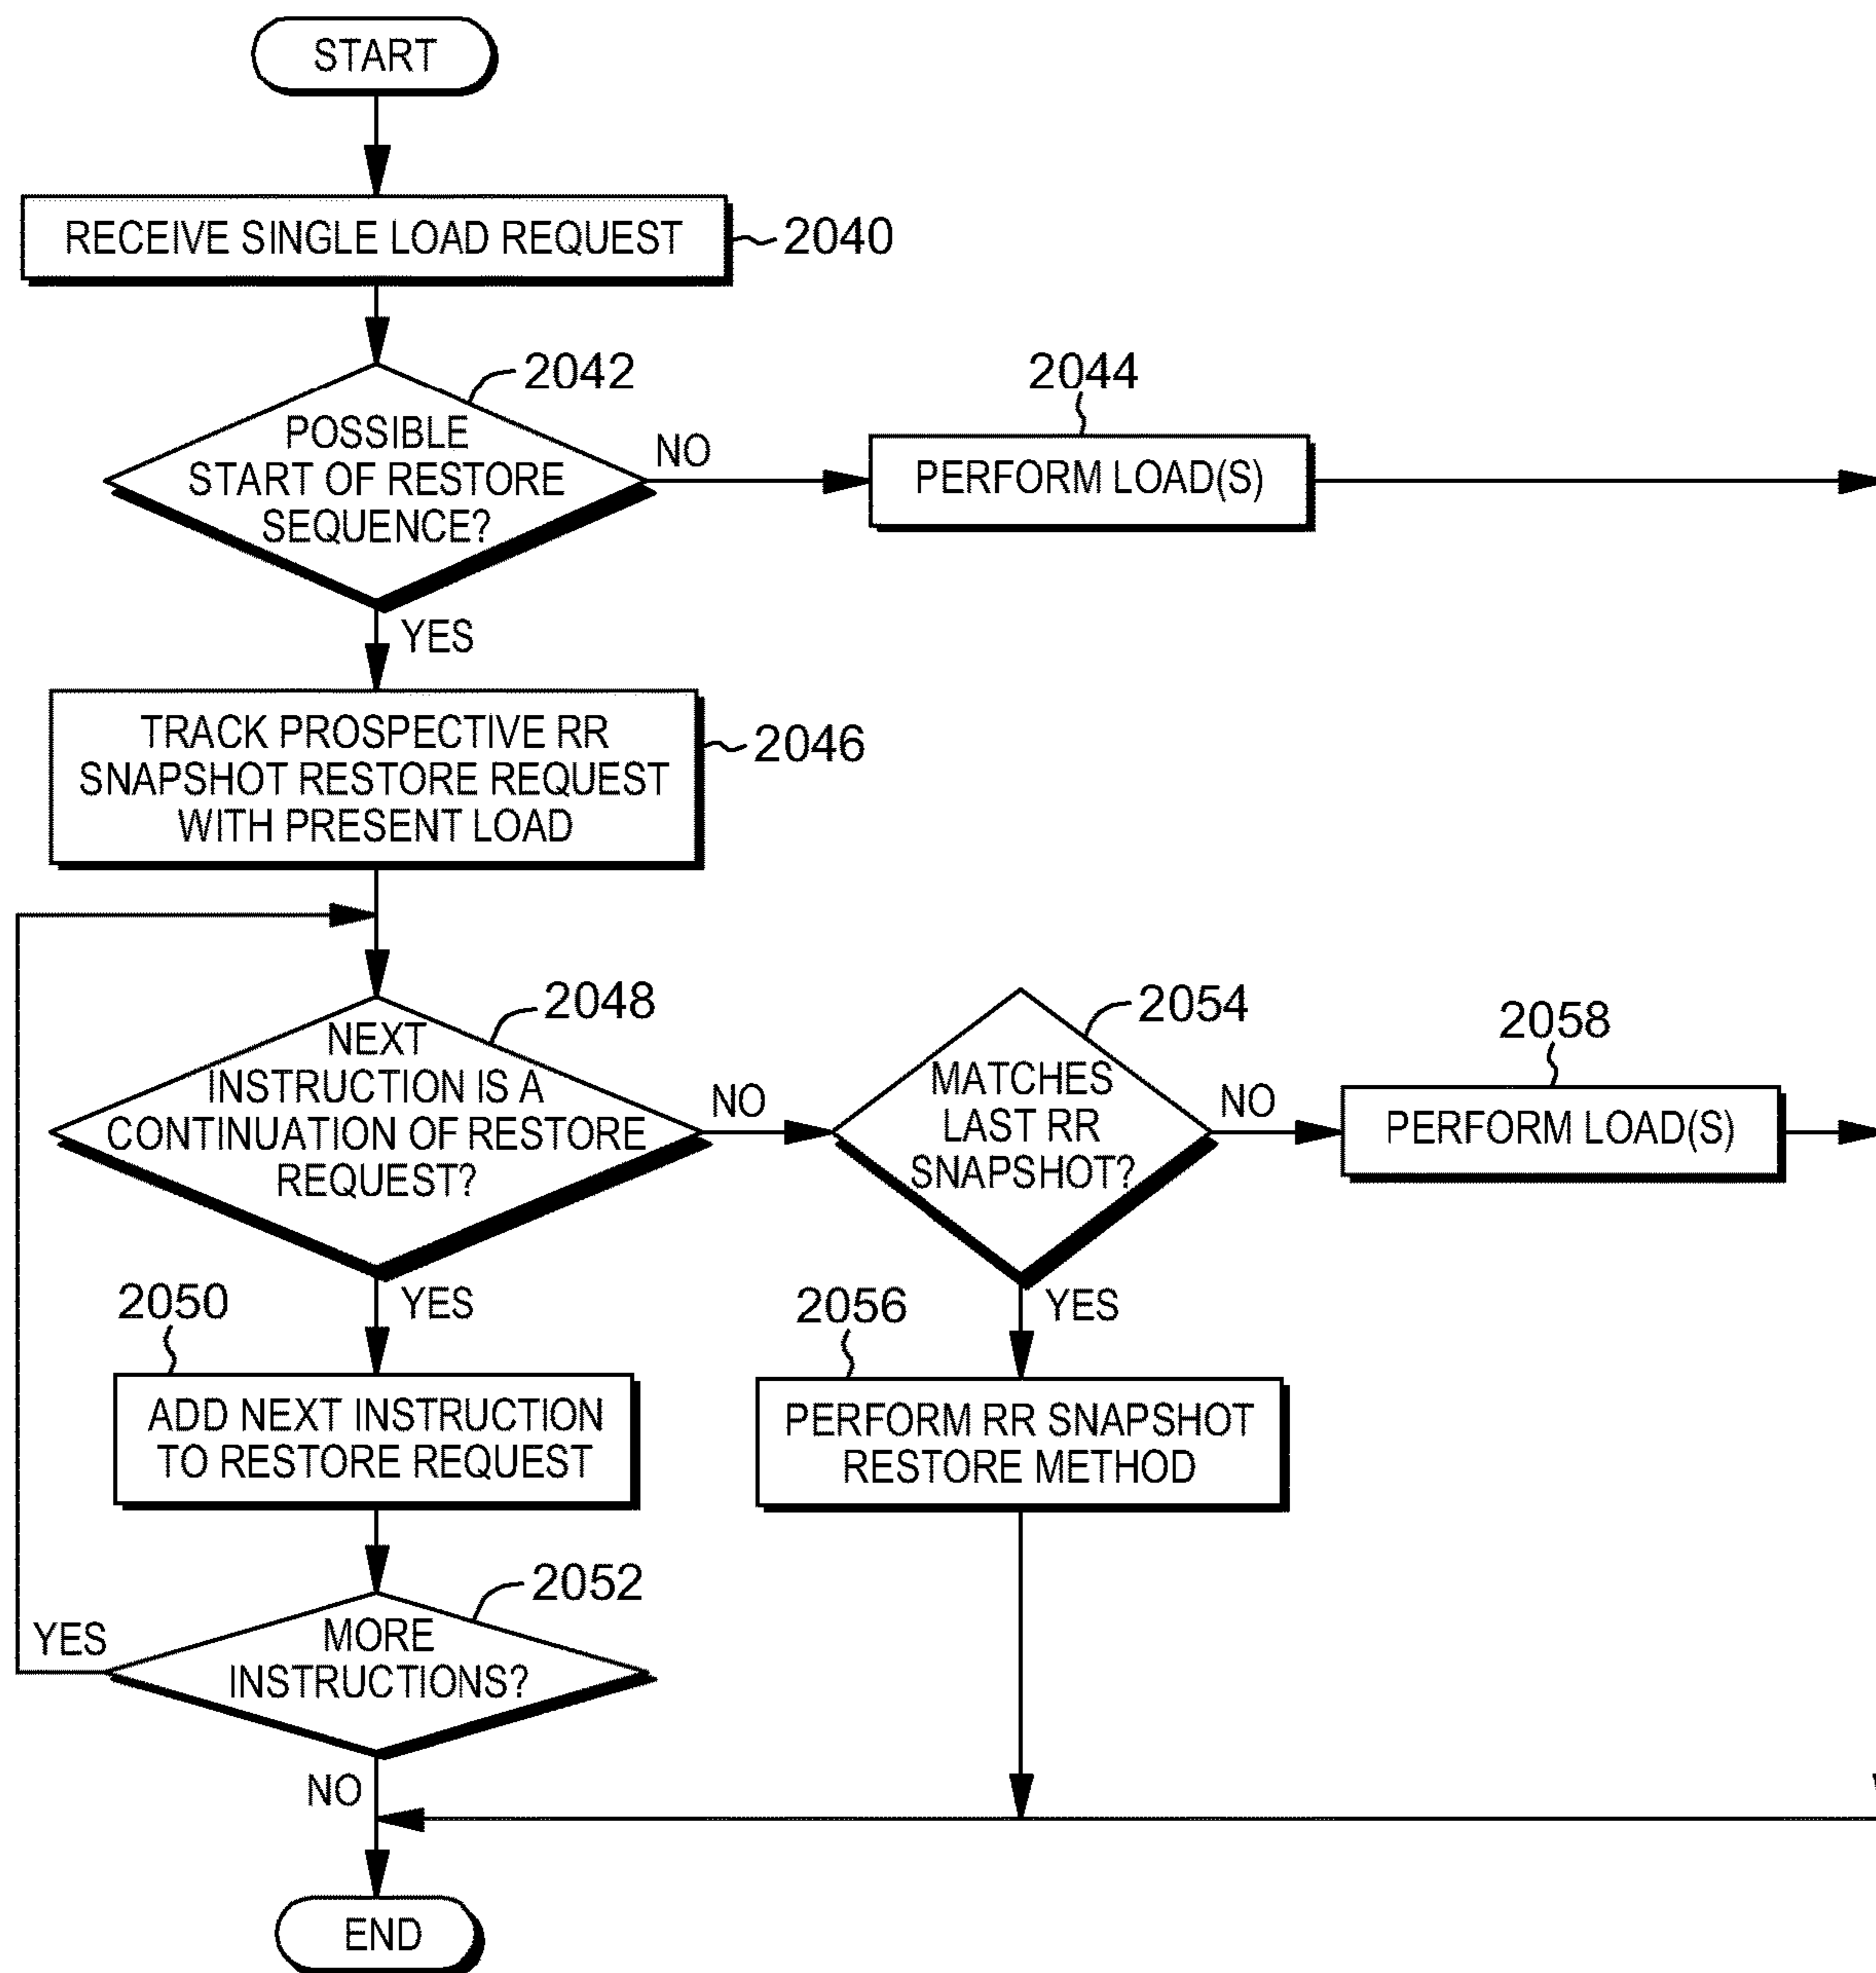 START
RECEIVE SINGLE LOAD REQUEST
2040
2042
POSSIBLE
START OF RESTORE
SEQUENCE?
NO
2044
PERFORM LOAD(S)
YES
TRACK PROSPECTIVE RR
SNAPSHOT RESTORE REQUEST
WITH PRESENT LOAD
2046
2048
NEXT
INSTRUCTION IS A
CONTINUATION OF RESTORE
REQUEST?
NO
2054
MATCHES
LAST RR
SNAPSHOT?
NO
2058
PERFORM LOAD(S)
YES
2050
ADD NEXT INSTRUCTION
TO RESTORE REQUEST
YES
2056
PERFORM RR SNAPSHOT
RESTORE METHOD
2052
MORE
INSTRUCTIONS?
YES
NO
END